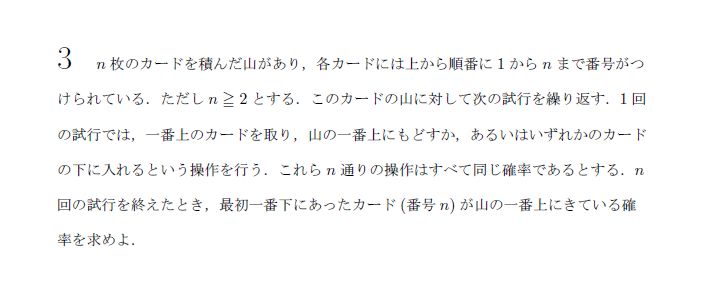 3 n 枚のカードを積んだ山があり，各カードには上から順番に 1 から n まで番号がつ
けられている．ただし n ≧ 2 とする．このカードの山に対して次の試行を繰り返す．1 回
の試行では，一番上のカードを取り，山の一番上にもどすか，あるいはいずれかのカード
の下に入れるという操作を行う．これら n 通りの操作はすべて同じ確率であるとする．n
回の試行を終えたとき，最初一番下にあったカード (番号 n) が山の一番上にきている確
率を求めよ．